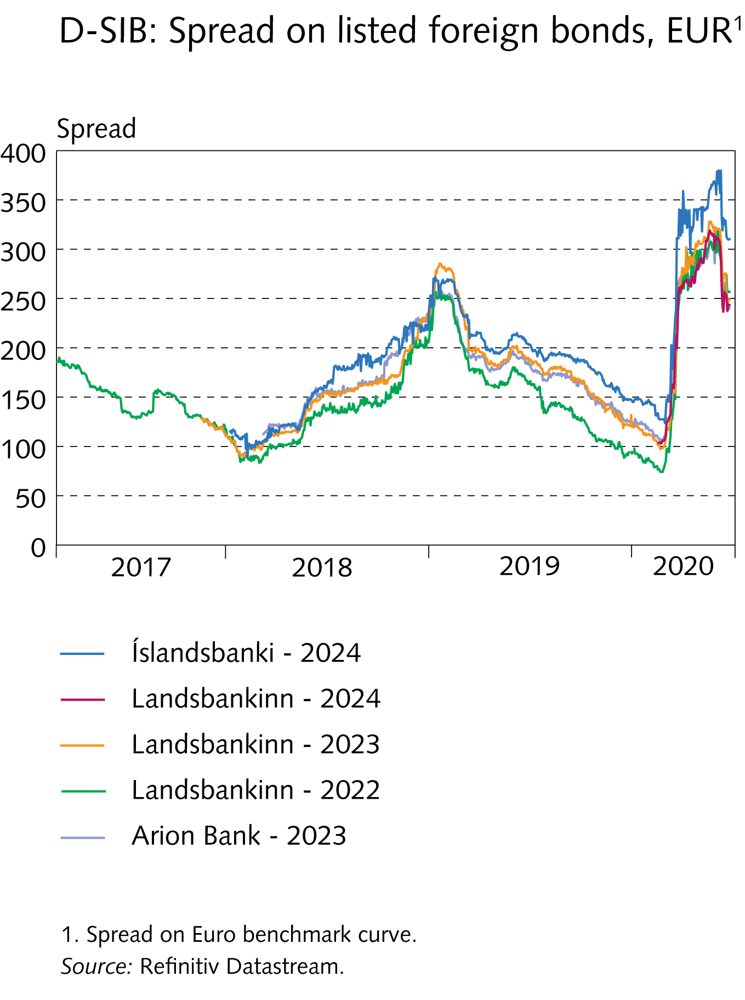 D-SIB: Spread on listed foreign bonds, EUR¹
Spread
400
350
300
250
200
150
100
50
0
2017 2018 2019 2020
Íslandsbanki - 2024
Landsbankinn - 2024
Landsbankinn - 2023
Landsbankinn - 2022
Arion Bank - 2023
1. Spread on Euro benchmark curve.
Source: Refinitiv Datastream.